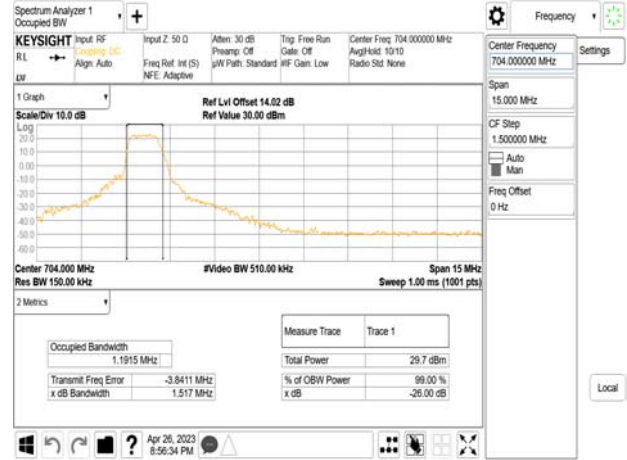 Spectrum Analyzer 1
Occupied BW
Frequency
KEYSIGHT
RL
LV
Input: RF
Coupling: DC
Align: Auto
Input Z: 50 Ω
Freq Ref: Int (S)
NFE: Adaptive
Atten: 30 dB
Preamp: Off
µW Path: Standard
Trig: Free Run
Gate: Off
#IF Gain: Low
Center Freq: 704.000000 MHz
Avg|Hold: 10/10
Radio Std: None
Center Frequency
704.000000 MHz
Settings
Span
15.000 MHz
CF Step
1.500000 MHz
Auto
Man
Freq Offset
0 Hz
Local
1 Graph
Scale/Div 10.0 dB
Ref Lvl Offset 14.02 dB
Ref Value 30.00 dBm
Log
20.0
10.0
0.00
-10.0
-20.0
-30.0
-40.0
-50.0
-60.0
Center 704.000 MHz
#Video BW 510.00 kHz
Span 15 MHz
Res BW 150.00 kHz
Sweep 1.00 ms (1001 pts)
2 Metrics
Measure Trace Trace 1
Occupied Bandwidth
1.1915 MHz
Total Power 29.7 dBm
Transmit Freq Error -3.8411 MHz
% of OBW Power 99.00 %
x dB Bandwidth 1.517 MHz
x dB -26.00 dB
?
Apr 26, 2023
8:56:34 PM